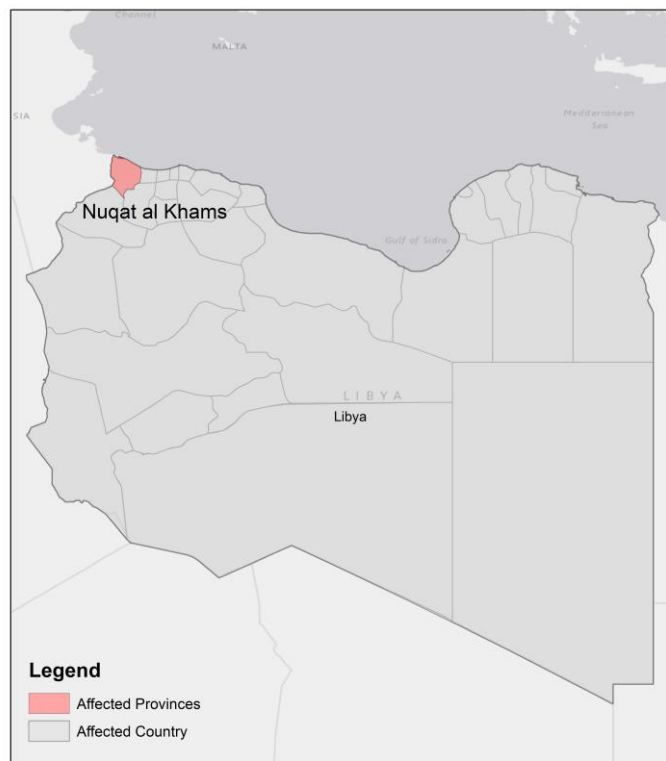 Channel
MALTA
SIA
Mediterranean
Sea
Nuqat al Khams
Gulf of Sidra
LIBYA
Libya
Legend
Affected Provinces
Affected Country